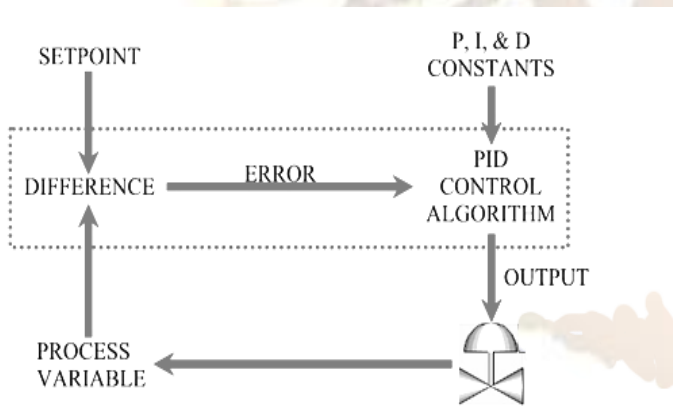 SETPOINT
P, I, & D
CONSTANTS
DIFFERENCE
ERROR
PID
CONTROL
ALGORITHM
OUTPUT
PROCESS
VARIABLE